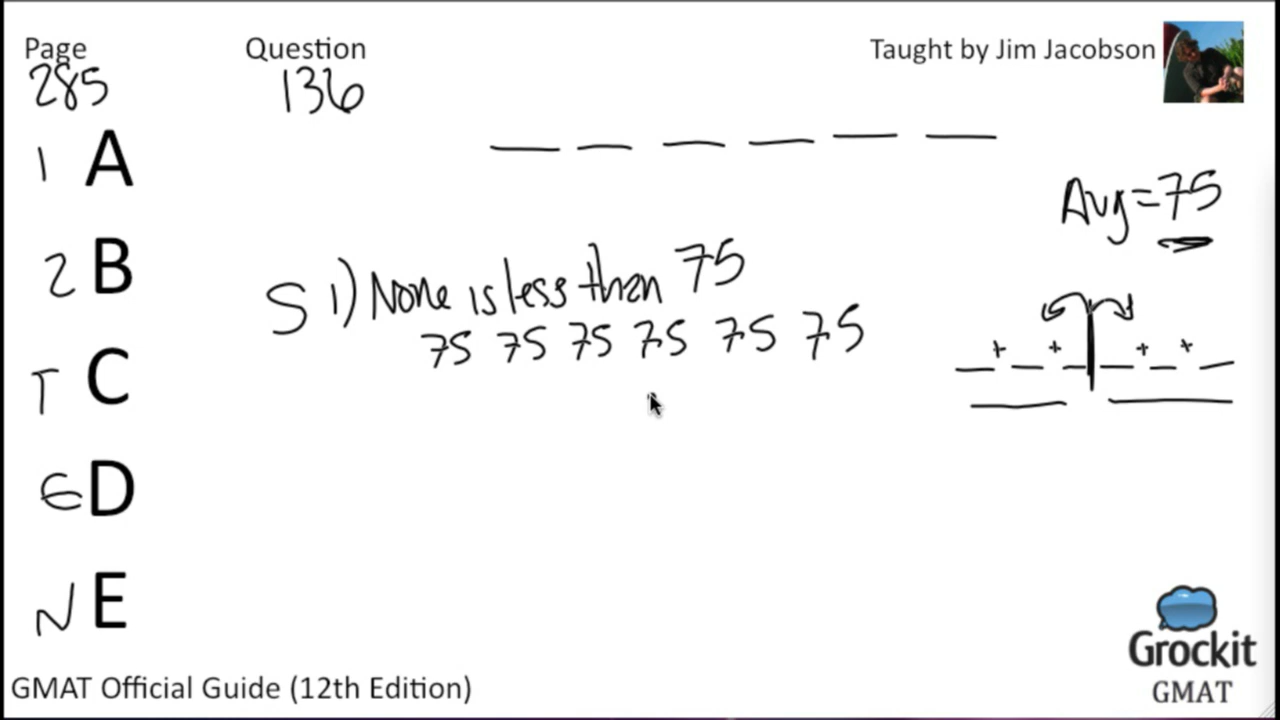 Page Question Taught by Jim Jacobson
285 136
1 A
Avg=75
2 B
S 1) None is less than 75
75 75 75 75 75 75
T C
E D
N E
Grockit
GMAT
GMAT Official Guide (12th Edition)